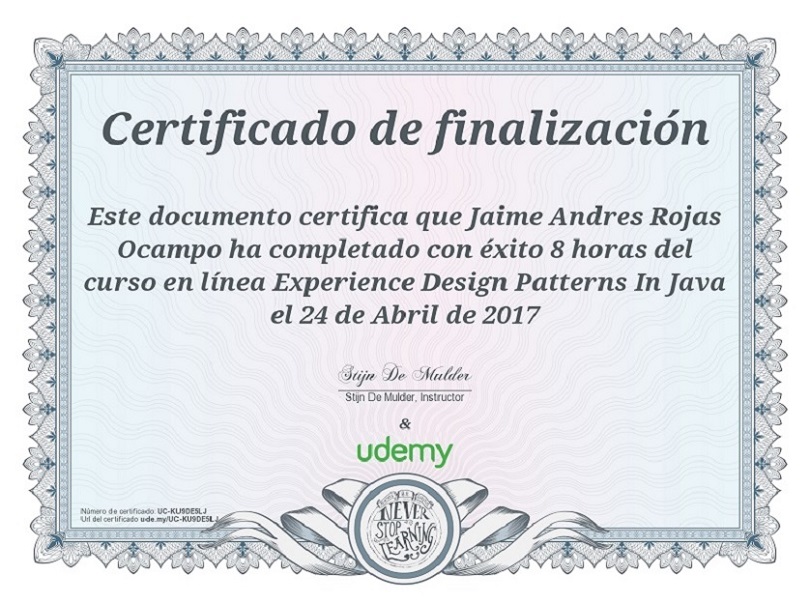 Certificado de finalización
Este documento certifica que Jaime Andres Rojas
Ocampo ha completado con éxito 8 horas del
curso en línea Experience Design Patterns In Java
el 24 de Abril de 2017
Stijn De Mulder
Stijn De Mulder, Instructor
&
udemy
NEVER
STOP
LEARNING
Número de certificado: UC-KU9DE5LJ
Url del certificado ude.my/UC-KU9DE5LJ